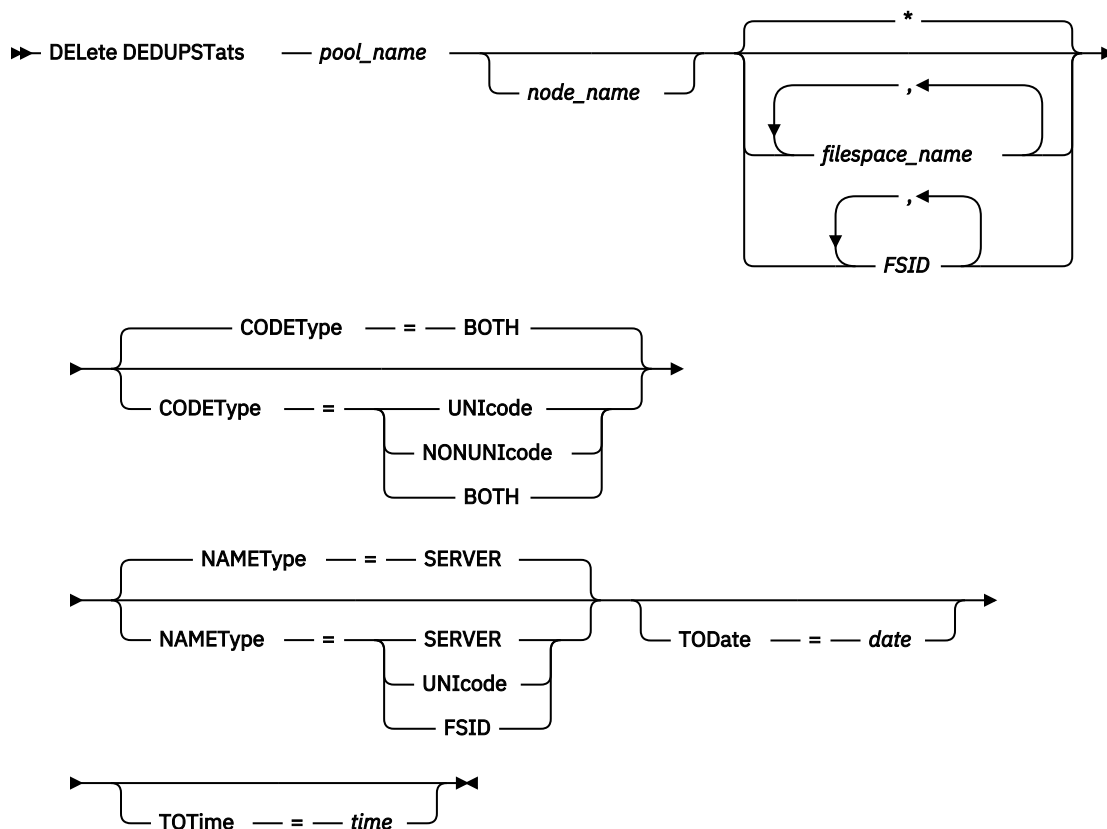 *
DELete DEDUPSTats pool_name
node_name
,
filespace_name
,
FSID
CODEType = BOTH
CODEType = UNIcode
NONUNIcode
BOTH
NAMEType = SERVER
NAMEType = SERVER
UNIcode
FSID
TODate = date
TOTime = time